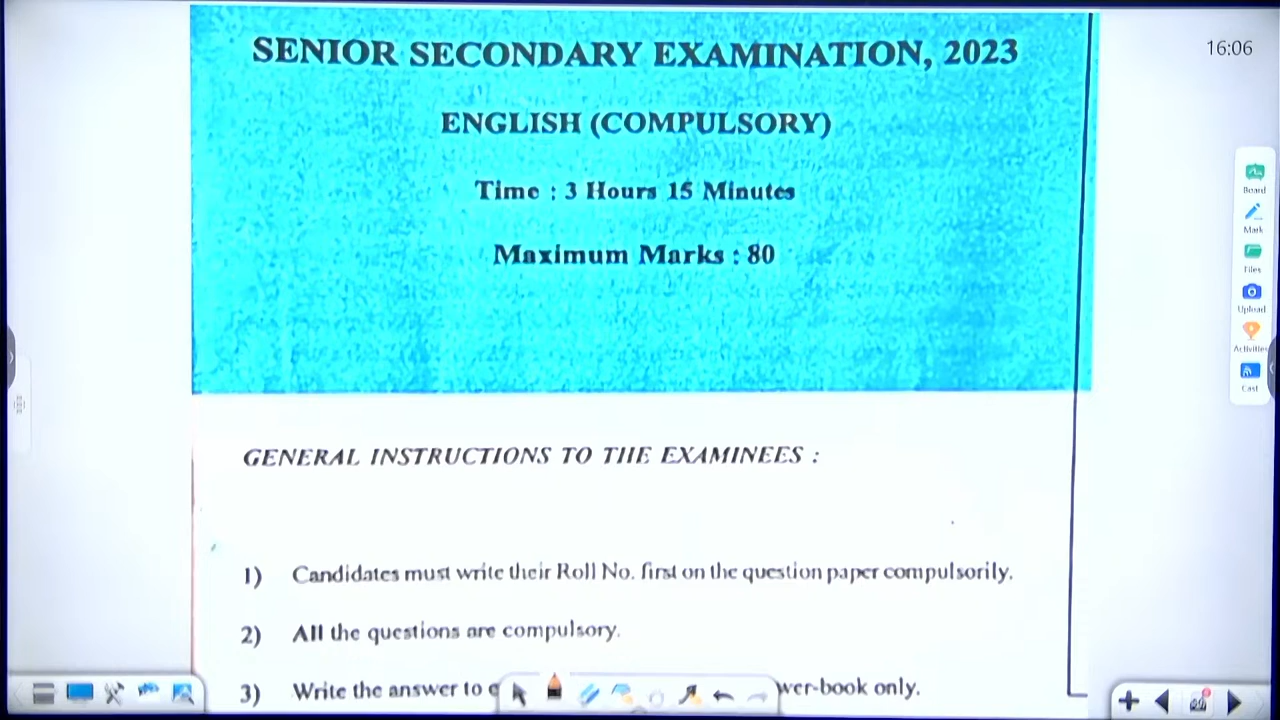 SENIOR SECONDARY EXAMINATION, 2023
16:06
ENGLISH (COMPULSORY)
Time : 3 Hours 15 Minutes
Maximum Marks : 80
Board
Mark
Files
Upload
Activities
Cast
GENERAL INSTRUCTIONS TO THE EXAMINEES :
1) Candidates must write their Roll No. first on the question paper compulsorily.
2) All the questions are compulsory.
3) Write the answer to wer-book only.